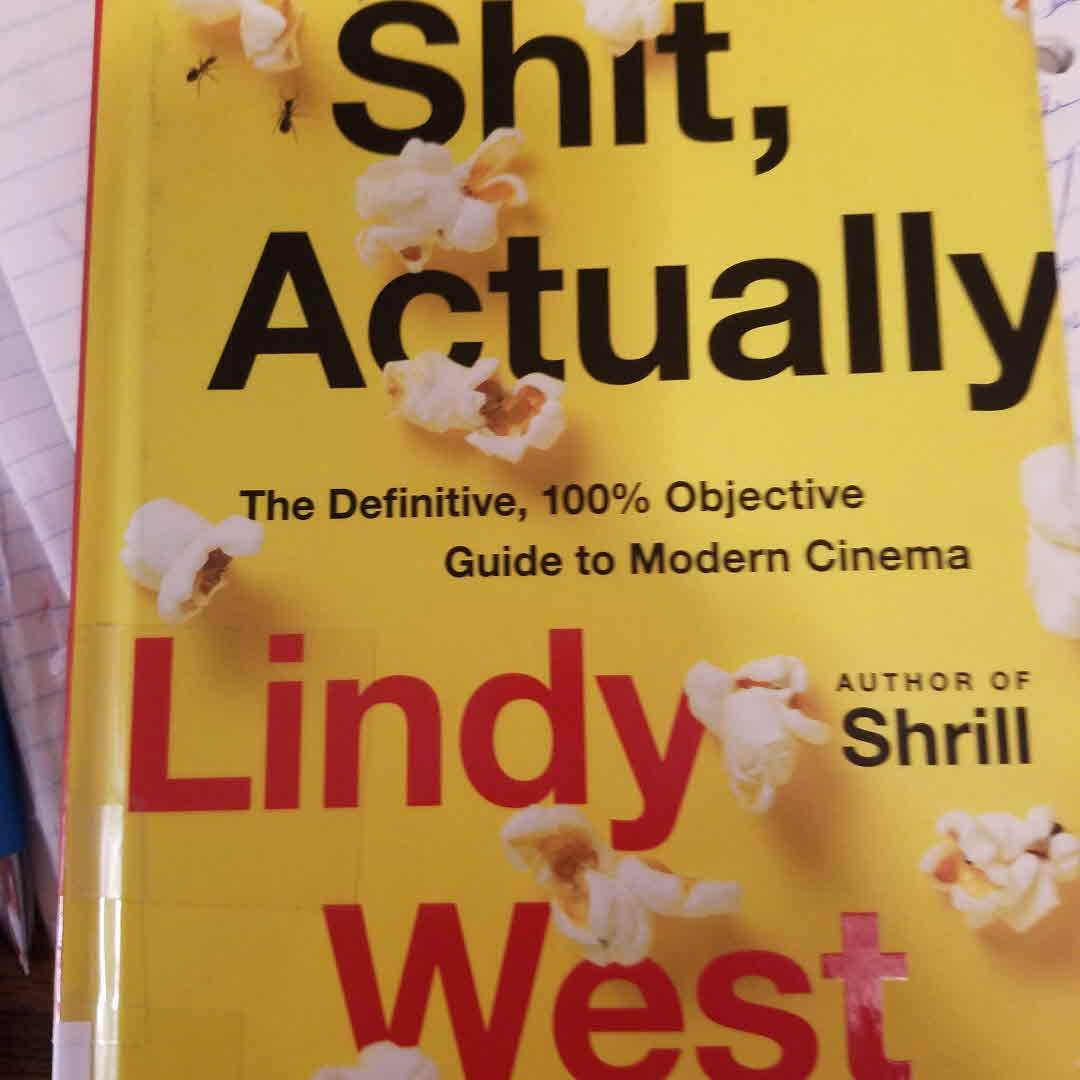 Shit,
Actually
The Definitive, 100% Objective
Guide to Modern Cinema
Lindy
AUTHOR OF
Shrill
West